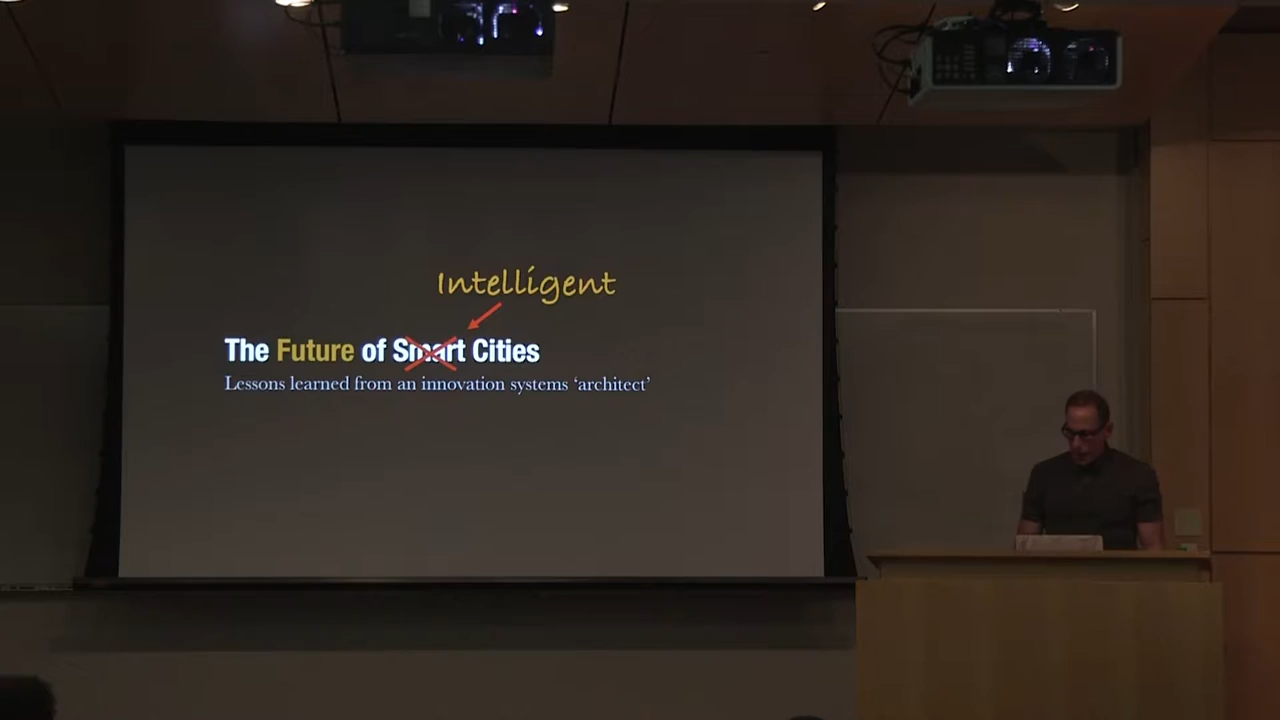 Intelligent
The Future of Smart Cities
Lessons learned from an innovation systems ‘architect’